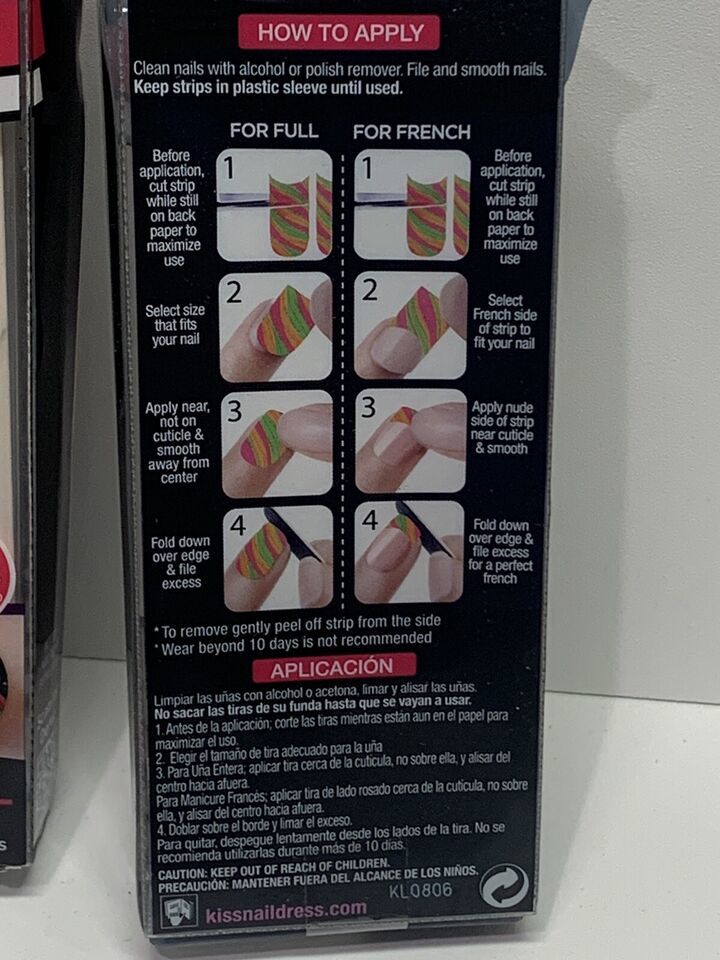 HOW TO APPLY
Clean nails with alcohol or polish remover. File and smooth nails.
Keep strips in plastic sleeve until used.
FOR FULL
Before
application,
cut strip
while still
on back
paper to
maximize
use
1
2
Select size
that fits
your nail
3
Apply near,
not on
cuticle &
smooth
away from
center
4
Fold down
over edge
& file
excess
FOR FRENCH
1
Before
application,
cut strip
while still
on back
paper to
maximize
use
2
Select
French side
of strip to
fit your nail
3
Apply nude
side of strip
near cuticle
& smooth
4
Fold down
over edge &
file excess
for a perfect
french
*To remove gently peel off strip from the side
*Wear beyond 10 days is not recommended
APLICACIÓN
Limpiar las uñas con alcohol o acetona, limar y alisar las uñas.
No sacar las tiras de su funda hasta que se vayan a usar.
1. Antes de la aplicación; corte las tiras mientras están aun en el papel para
maximizar el uso.
2. Elegir el tamaño de tira adecuado para la uña
3. Para Uña Entera; aplicar tira cerca de la cutícula, no sobre ella, y alisar del
centro hacia afuera.
Para Manicure Francés; aplicar tira de lado rosado cerca de la cutícula, no sobre
ella, y alisar del centro hacia afuera.
4. Doblar sobre el borde y limar el exceso.
Para quitar, despegue lentamente desde los lados de la tira. No se
recomienda utilizarlas durante más de 10 días.
CAUTION: KEEP OUT OF REACH OF CHILDREN.
PRECAUCIÓN: MANTENER FUERA DEL ALCANCE DE LOS NIÑOS.
KL0806
kissnaildress.com
S